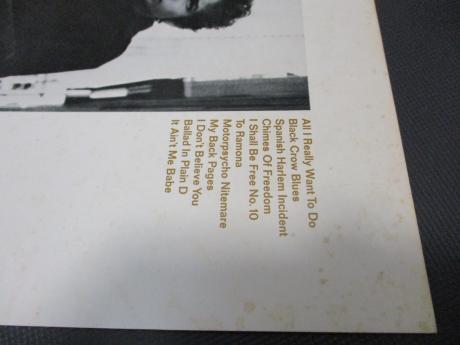 All I Really Want To Do
Black Crow Blues
Spanish Harlem Incident
Chimes Of Freedom
I Shall Be Free No. 10
To Ramona
Motorpsycho Nitemare
My Back Pages
I Don't Believe You
Ballad In Plain D
It Ain't Me Babe